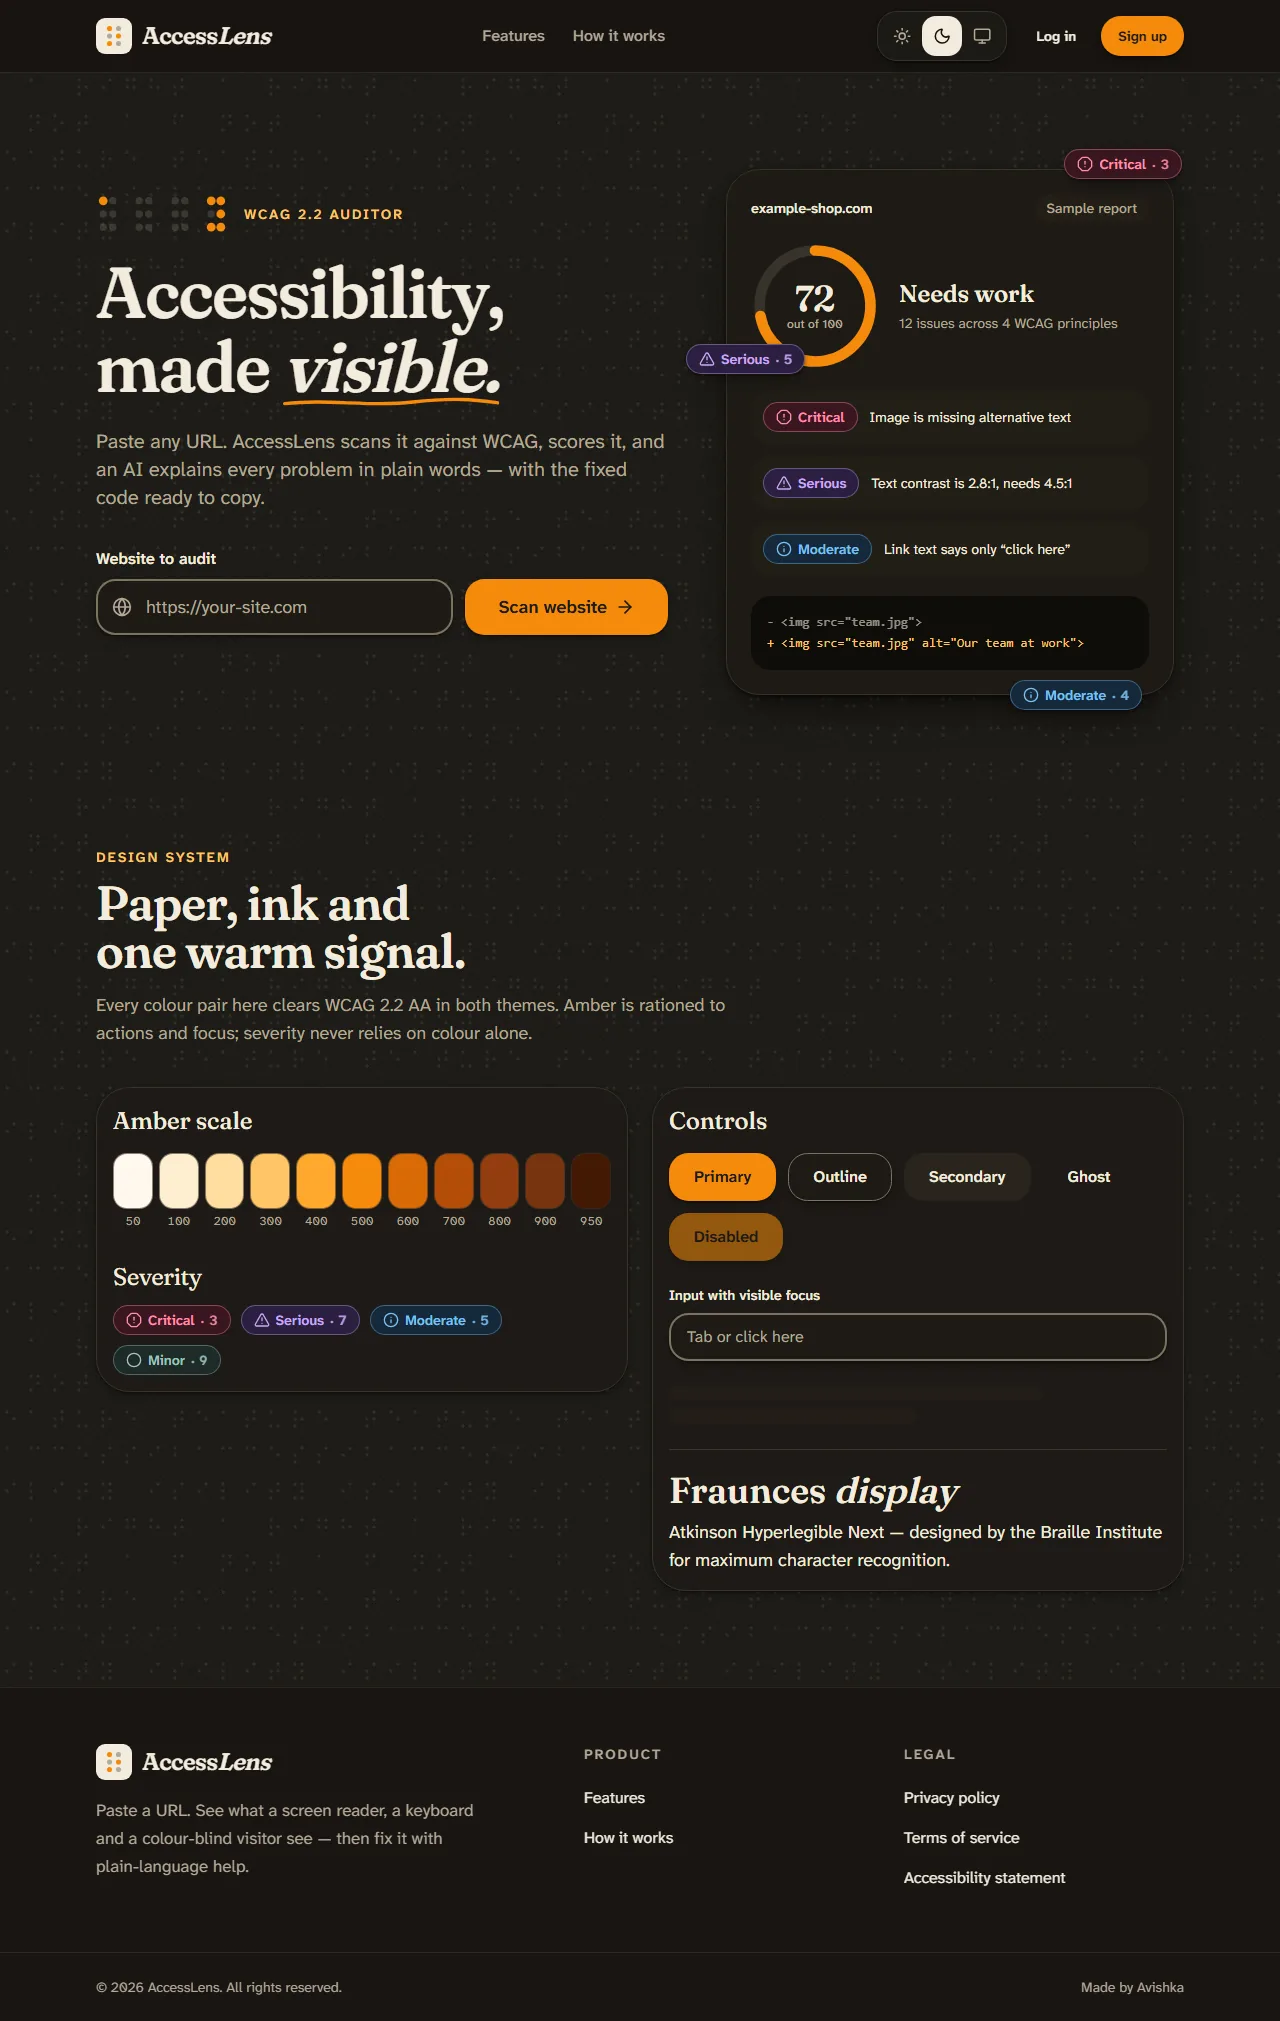 AccessLens
Features
How it works
Log in
Sign up
WCAG 2.2 AUDITOR
Accessibility,
made visible.
Paste any URL. AccessLens scans it against WCAG, scores it, and
an AI explains every problem in plain words — with the fixed
code ready to copy.
Website to audit
https://your-site.com
Scan website
Critical · 3
example-shop.com
Sample report
72
out of 100
Needs work
12 issues across 4 WCAG principles
Serious · 5
Critical
Image is missing alternative text
Serious
Text contrast is 2.8:1, needs 4.5:1
Moderate
Link text says only “click here”
- <img src="team.jpg">
+ <img src="team.jpg" alt="Our team at work">
Moderate · 4
DESIGN SYSTEM
Paper, ink and
one warm signal.
Every colour pair here clears WCAG 2.2 AA in both themes. Amber is rationed to
actions and focus; severity never relies on colour alone.
Amber scale
50 100 200 300 400 500 600 700 800 900 950
Severity
Critical · 3
Serious · 7
Moderate · 5
Minor · 9
Controls
Primary
Outline
Secondary
Ghost
Disabled
Input with visible focus
Tab or click here
Fraunces display
Atkinson Hyperlegible Next — designed by the Braille Institute
for maximum character recognition.
AccessLens
Paste a URL. See what a screen reader, a keyboard
and a colour-blind visitor see — then fix it with
plain-language help.
PRODUCT
Features
How it works
LEGAL
Privacy policy
Terms of service
Accessibility statement
© 2026 AccessLens. All rights reserved.
Made by Avishka